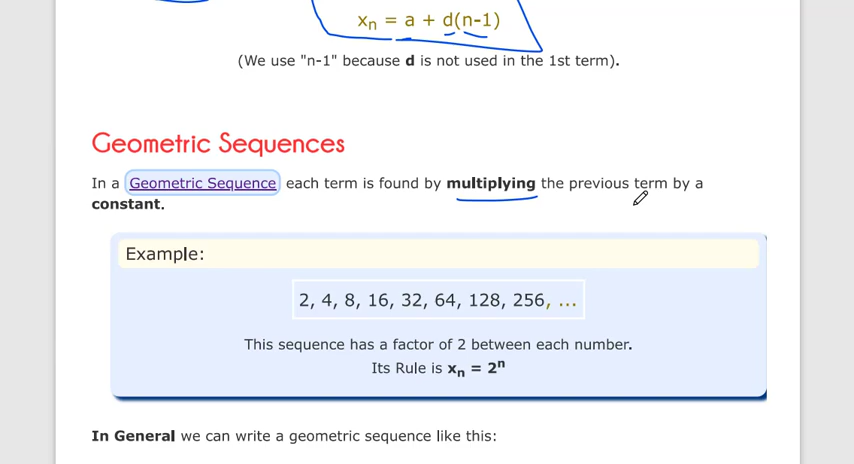 xn = a + d(n-1)
(We use "n-1" because d is not used in the 1st term).
Geometric Sequences
In a Geometric Sequence each term is found by multiplying the previous term by a
constant.
Example:
2, 4, 8, 16, 32, 64, 128, 256, ...
This sequence has a factor of 2 between each number.
Its Rule is xn = 2ⁿ
In General we can write a geometric sequence like this: